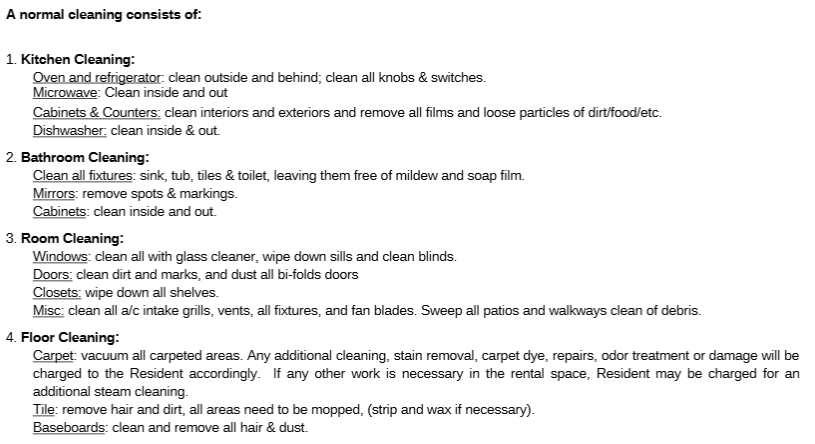 A normal cleaning consists of:
1. Kitchen Cleaning:
Oven and refrigerator: clean outside and behind; clean all knobs & switches.
Microwave: Clean inside and out
Cabinets & Counters: clean interiors and exteriors and remove all films and loose particles of dirt/food/etc.
Dishwasher: clean inside & out.
2. Bathroom Cleaning:
Clean all fixtures: sink, tub, tiles & toilet, leaving them free of mildew and soap film.
Mirrors: remove spots & markings.
Cabinets: clean inside and out.
3. Room Cleaning:
Windows: clean all with glass cleaner, wipe down sills and clean blinds.
Doors: clean dirt and marks, and dust all bi-folds doors
Closets: wipe down all shelves.
Misc: clean all a/c intake grills, vents, all fixtures, and fan blades. Sweep all patios and walkways clean of debris.
4. Floor Cleaning:
Carpet: vacuum all carpeted areas. Any additional cleaning, stain removal, carpet dye, repairs, odor treatment or damage will be
charged to the Resident accordingly. If any other work is necessary in the rental space, Resident may be charged for an
additional steam cleaning.
Tile: remove hair and dirt, all areas need to be mopped, (strip and wax if necessary).
Baseboards: clean and remove all hair & dust.